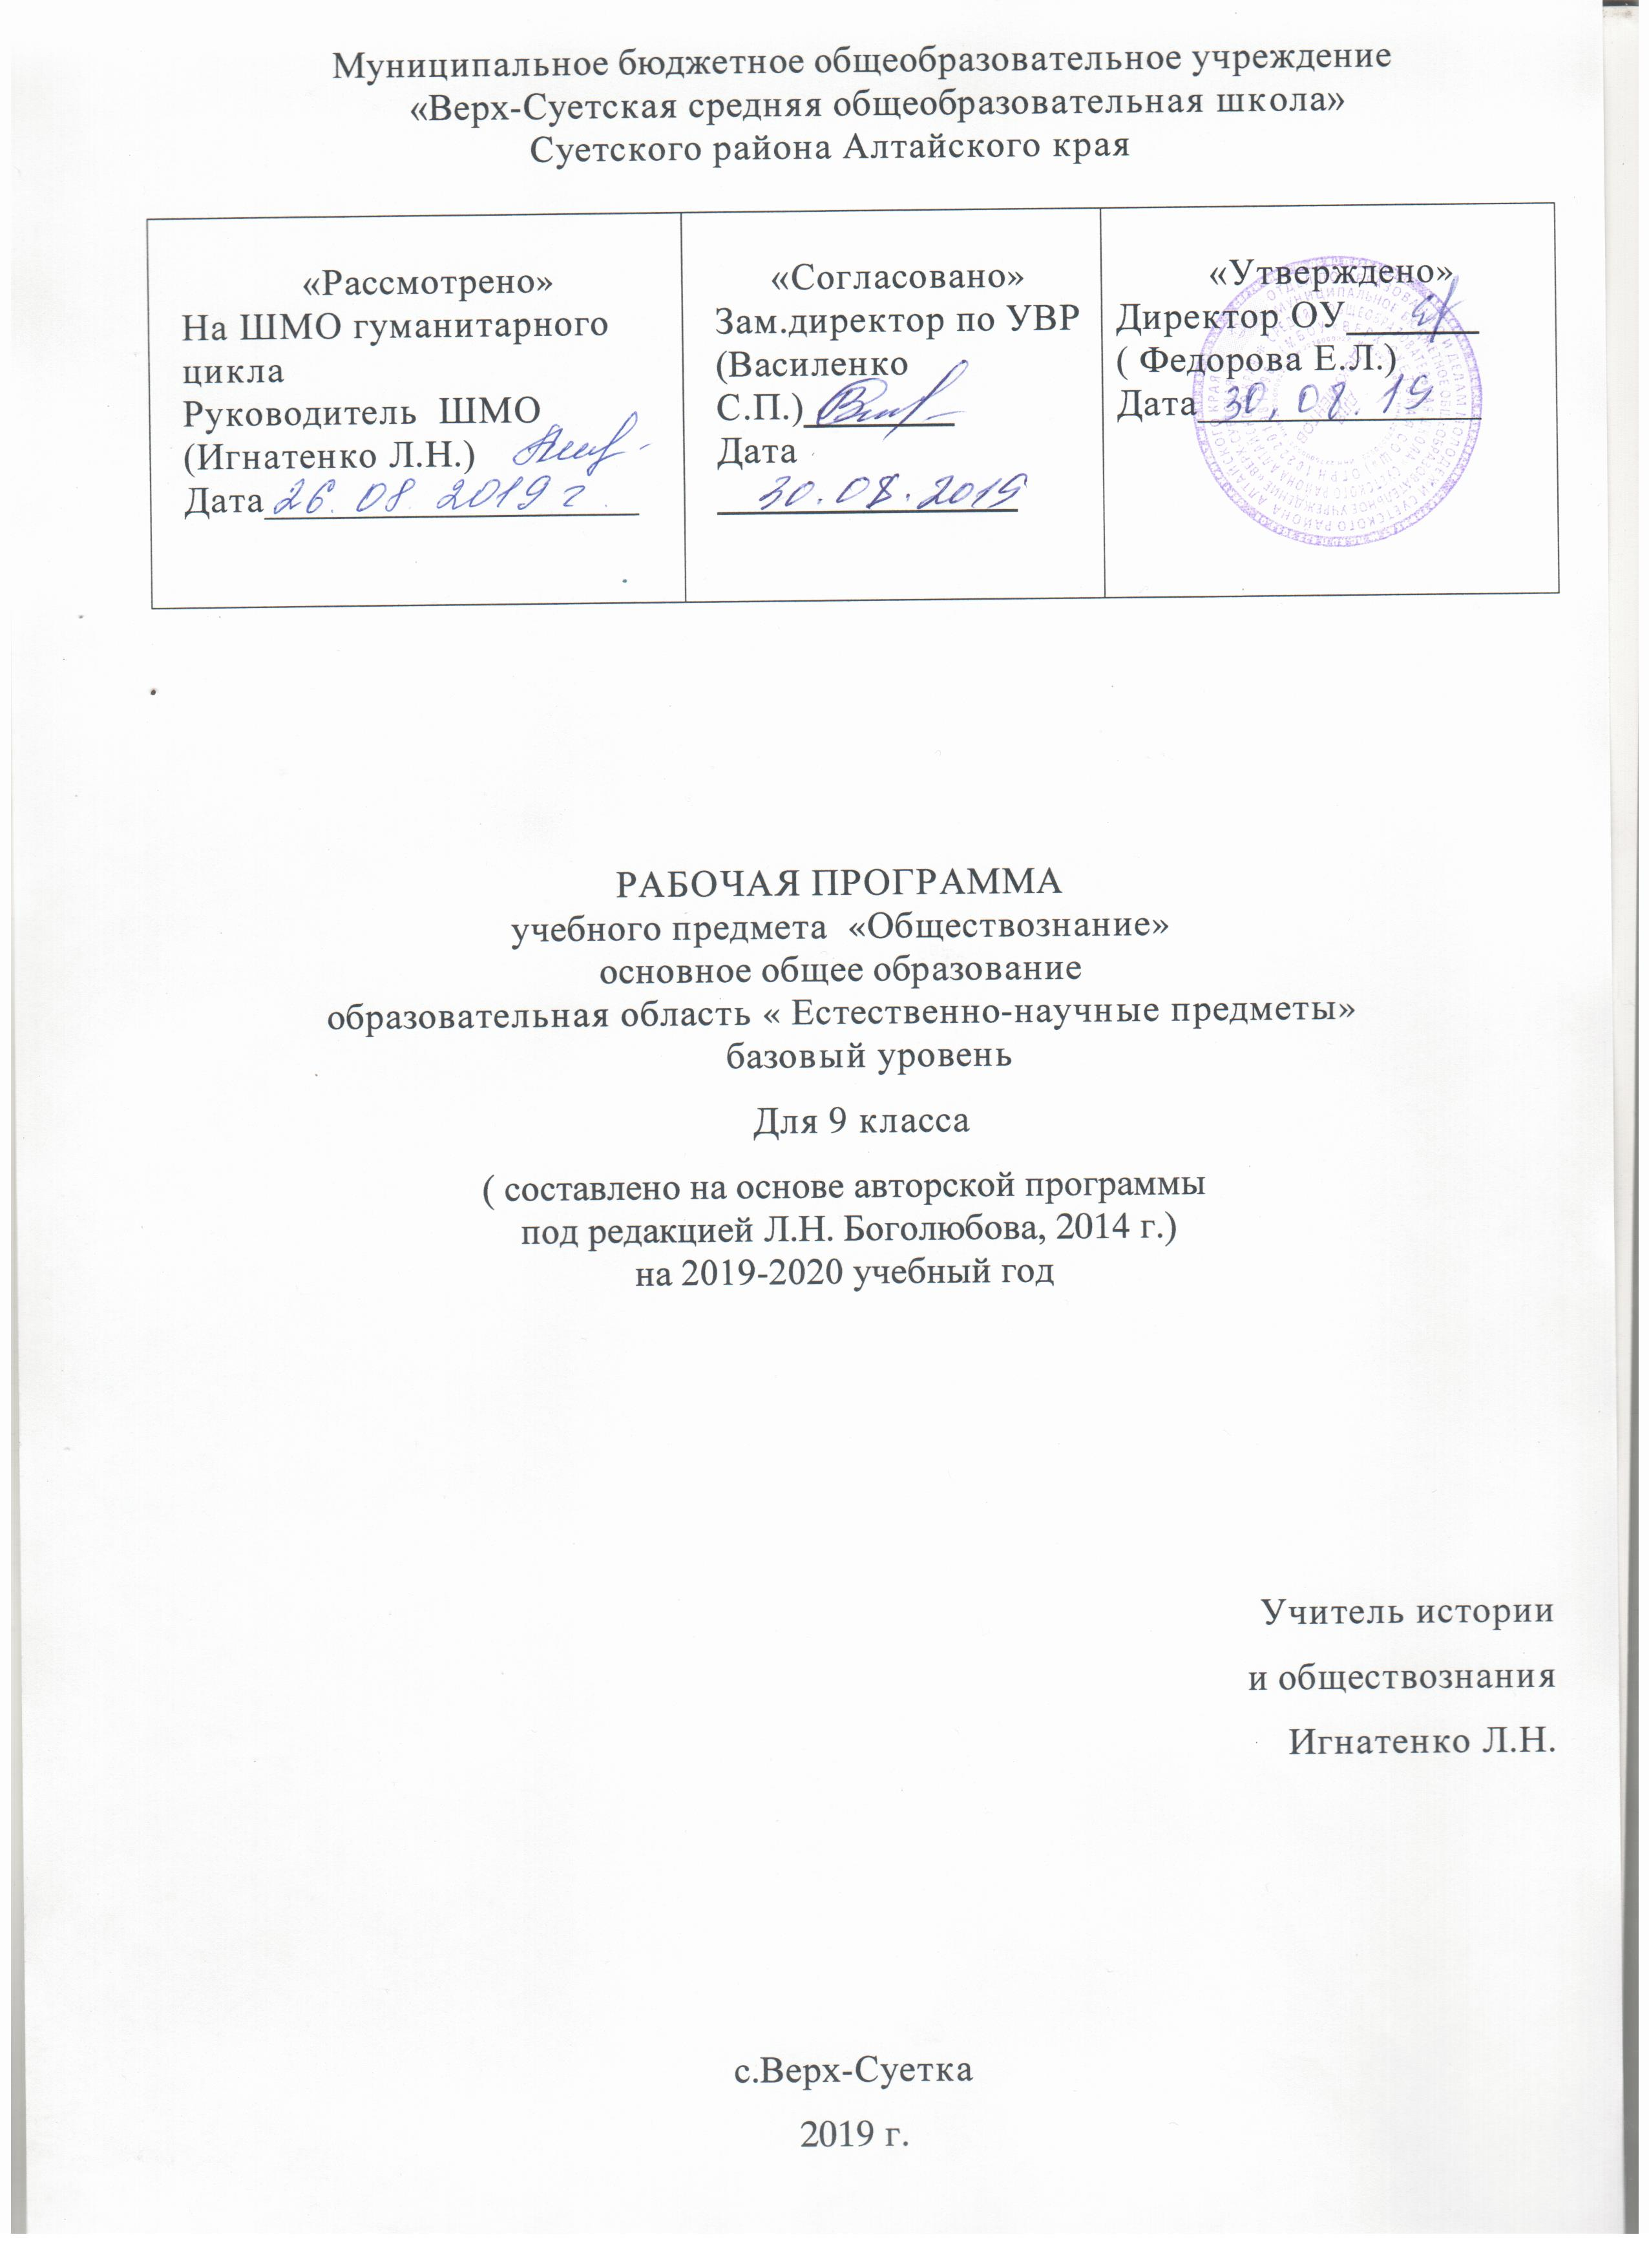 Муниципальное бюджетное общеобразовательное учреждение
«Верх-Суетская средняя общеобразовательная школа»
Суетского района Алтайского края
«Рассмотрено»
На ШМО гуманитарного
цикла
Руководитель ШМО
(Игнатенко Л.Н.)
Дата 26. 08. 2019 г.
«Согласовано»
Зам.директор по УВР
(Василенко
С.П.)
Дата
30.08.2019
«Утверждено»
Директор ОУ
( Федорова Е.Л.)
Дата 30, 08. 19
РАБОЧАЯ ПРОГРАММА
учебного предмета «Обществознание»
основное общее образование
образовательная область « Естественно-научные предметы»
базовый уровень
Для 9 класса
( составлено на основе авторской программы
под редакцией Л.Н. Боголюбова, 2014 г.)
на 2019-2020 учебный год
Учитель истории
и обществознания
Игнатенко Л.Н.
с.Верх-Суетка
2019 г.